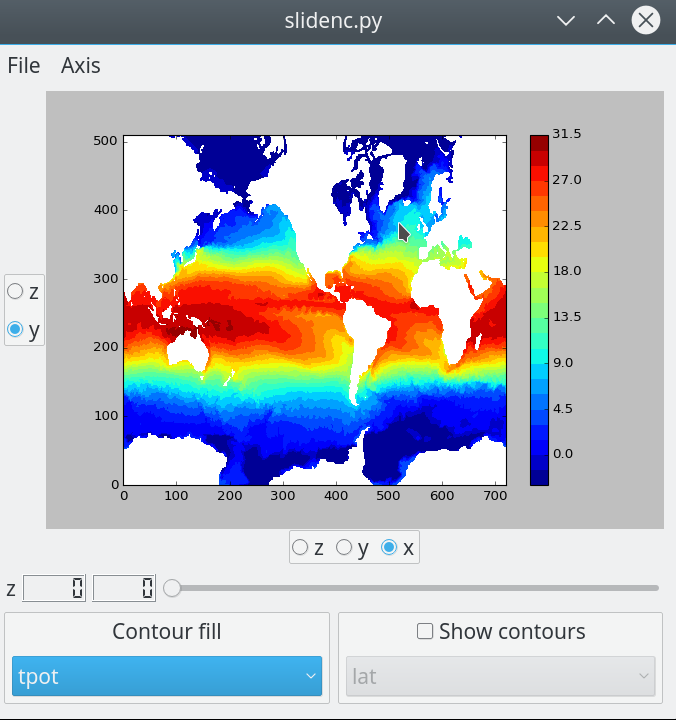 slidenc.py
File Axis
500
400
300
200
100
0
0 100 200 300 400 500 600 700
31.5
27.0
22.5
18.0
13.5
9.0
4.5
0.0
z
y
z y x
z 0 0
Contour fill
Show contours
tpot
lat